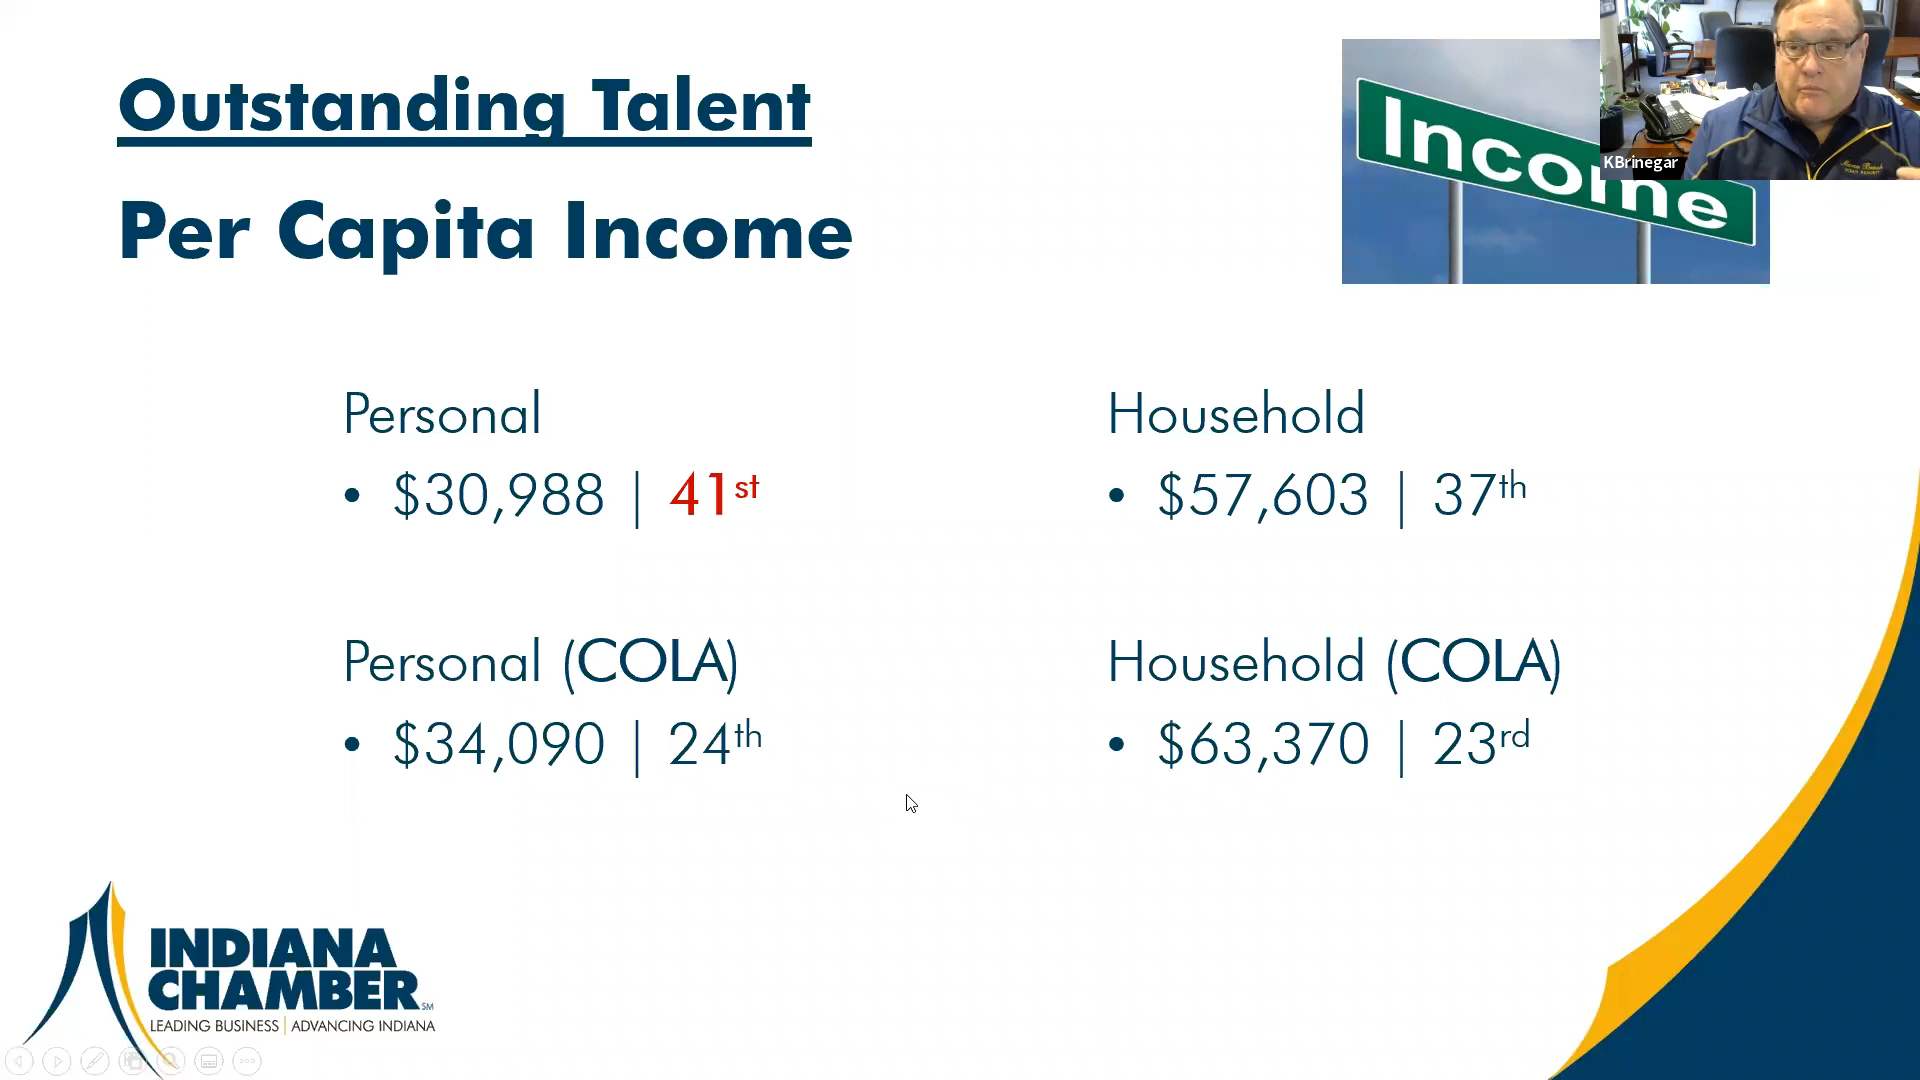 Outstanding Talent
Per Capita Income
Income
KBrinegar
Personal
• $30,988 | 41st
Household
• $57,603 | 37th
Personal (COLA)
• $34,090 | 24th
Household (COLA)
• $63,370 | 23rd
INDIANA
CHAMBER SM
LEADING BUSINESS | ADVANCING INDIANA